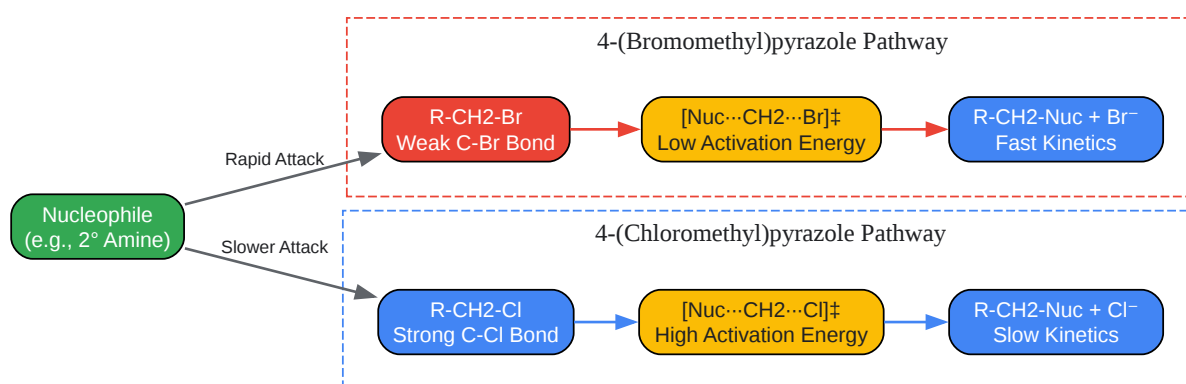 4-(Bromomethyl)pyrazole Pathway
R-CH2-Br
Weak C-Br Bond
[Nuc···CH2···Br]‡
Low Activation Energy
R-CH2-Nuc + Br⁻
Fast Kinetics
Rapid Attack
Nucleophile
(e.g., 2° Amine)
Slower Attack
4-(Chloromethyl)pyrazole Pathway
R-CH2-Cl
Strong C-Cl Bond
[Nuc···CH2···Cl]‡
High Activation Energy
R-CH2-Nuc + Cl⁻
Slow Kinetics